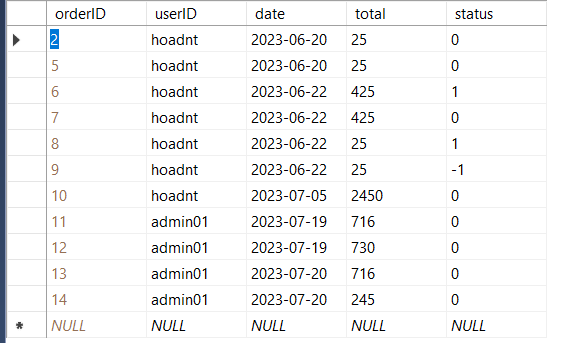 orderID userID date total status
2 hoadnt 2023-06-20 25 0
5 hoadnt 2023-06-20 25 0
6 hoadnt 2023-06-22 425 1
7 hoadnt 2023-06-22 425 0
8 hoadnt 2023-06-22 25 1
9 hoadnt 2023-06-22 25 -1
10 hoadnt 2023-07-05 2450 0
11 admin01 2023-07-19 716 0
12 admin01 2023-07-19 730 0
13 admin01 2023-07-20 716 0
14 admin01 2023-07-20 245 0
* NULL NULL NULL NULL NULL